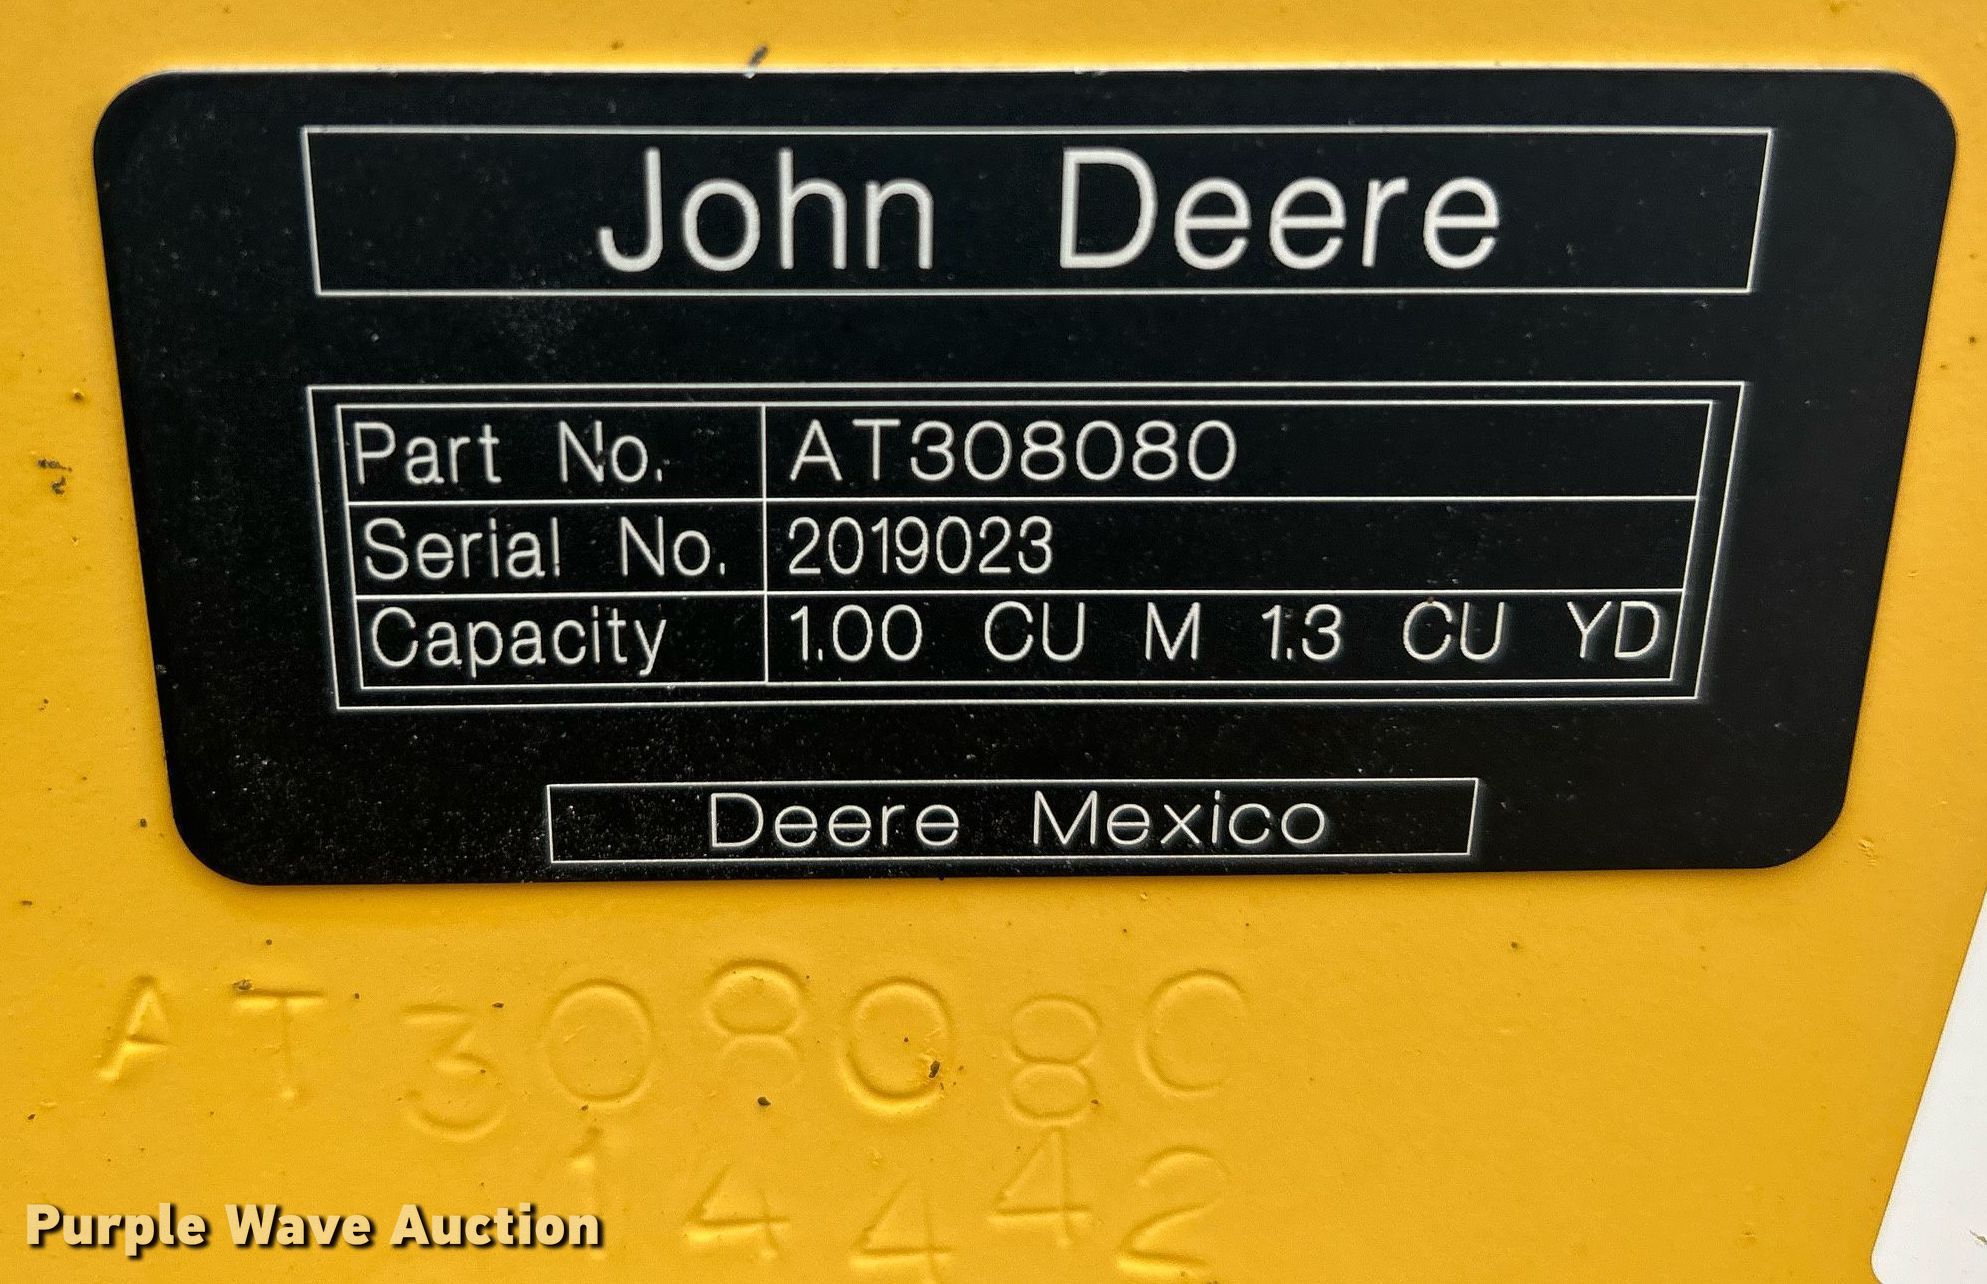 John Deere
Part No. AT308080
Serial No. 2019023
Capacity 1.00 CU M 1.3 CU YD
Deere Mexico
AT308080
14442
Purple Wave Auction